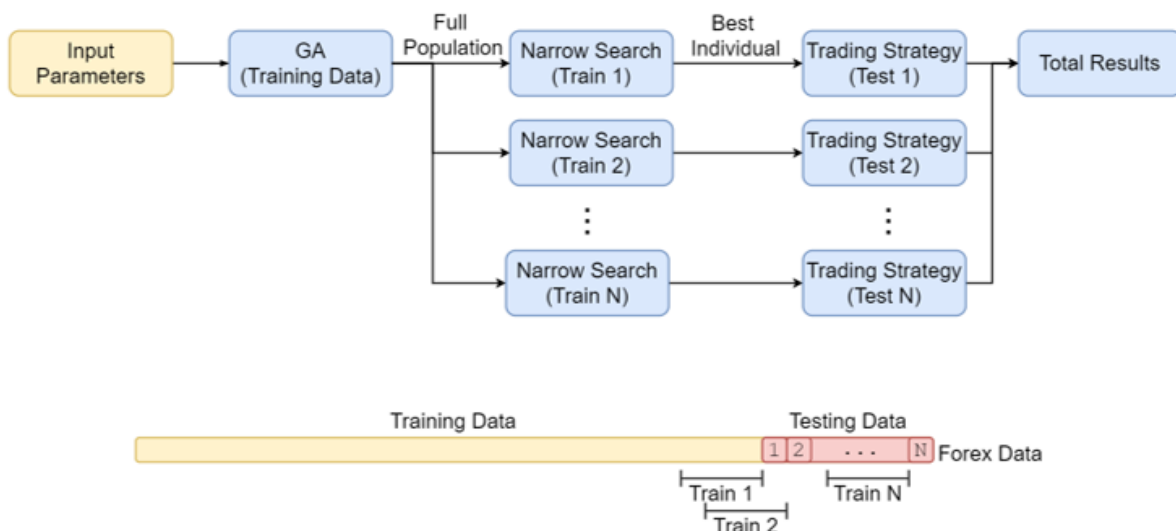 Full
Population
Best
Individual
Input
Parameters
GA
(Training Data)
Narrow Search
(Train 1)
Trading Strategy
(Test 1)
Total Results
Narrow Search
(Train 2)
Trading Strategy
(Test 2)
⋮
⋮
Narrow Search
(Train N)
Trading Strategy
(Test N)
Training Data
Testing Data
1
2
...
N
Forex Data
Train 1
Train N
Train 2